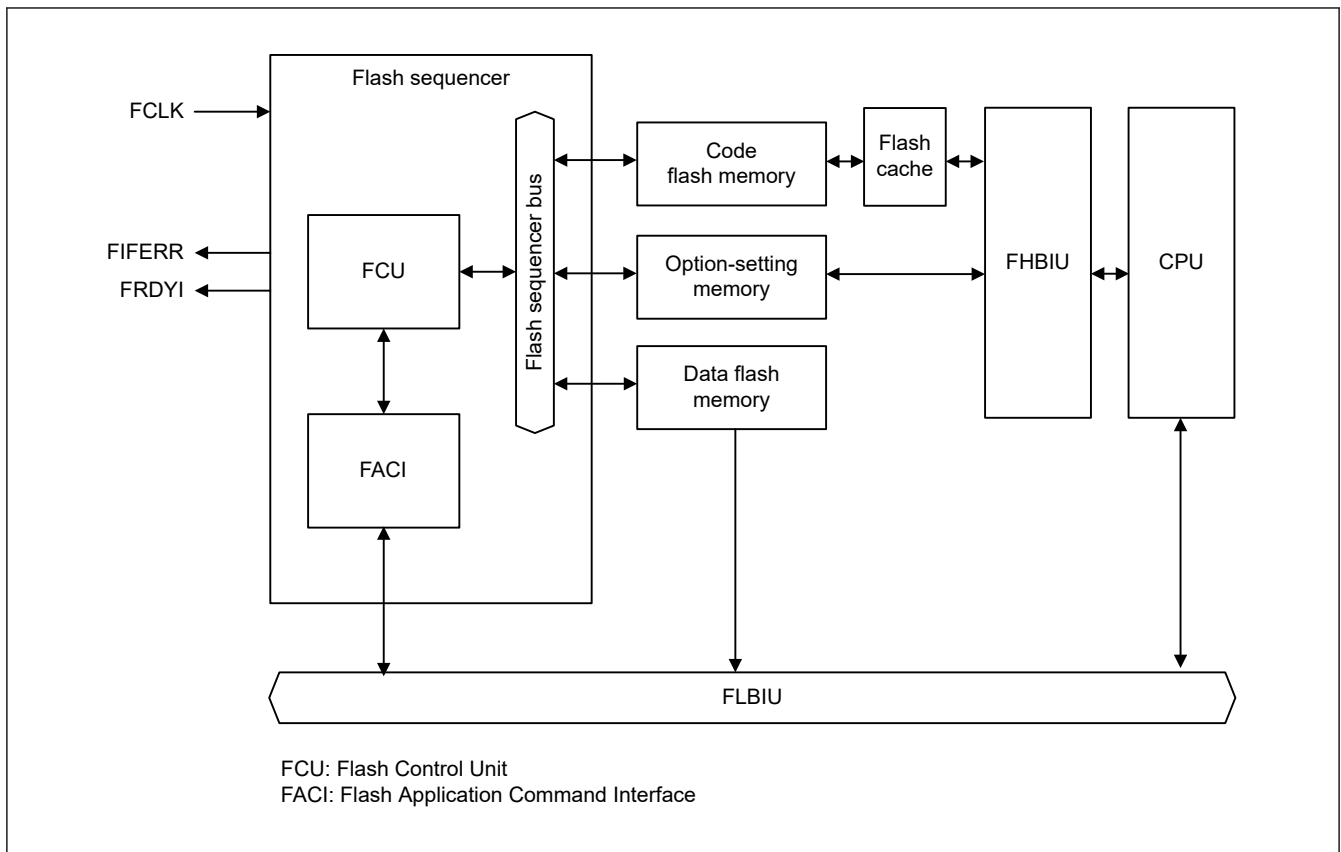 Flash sequencer
FCLK
FIFERR
FRDYI
FCU
FACI
Flash sequencer bus
Code
flash memory
Flash
cache
Option-setting
memory
Data flash
memory
FHBIU
CPU
FLBIU
FCU: Flash Control Unit
FACI: Flash Application Command Interface